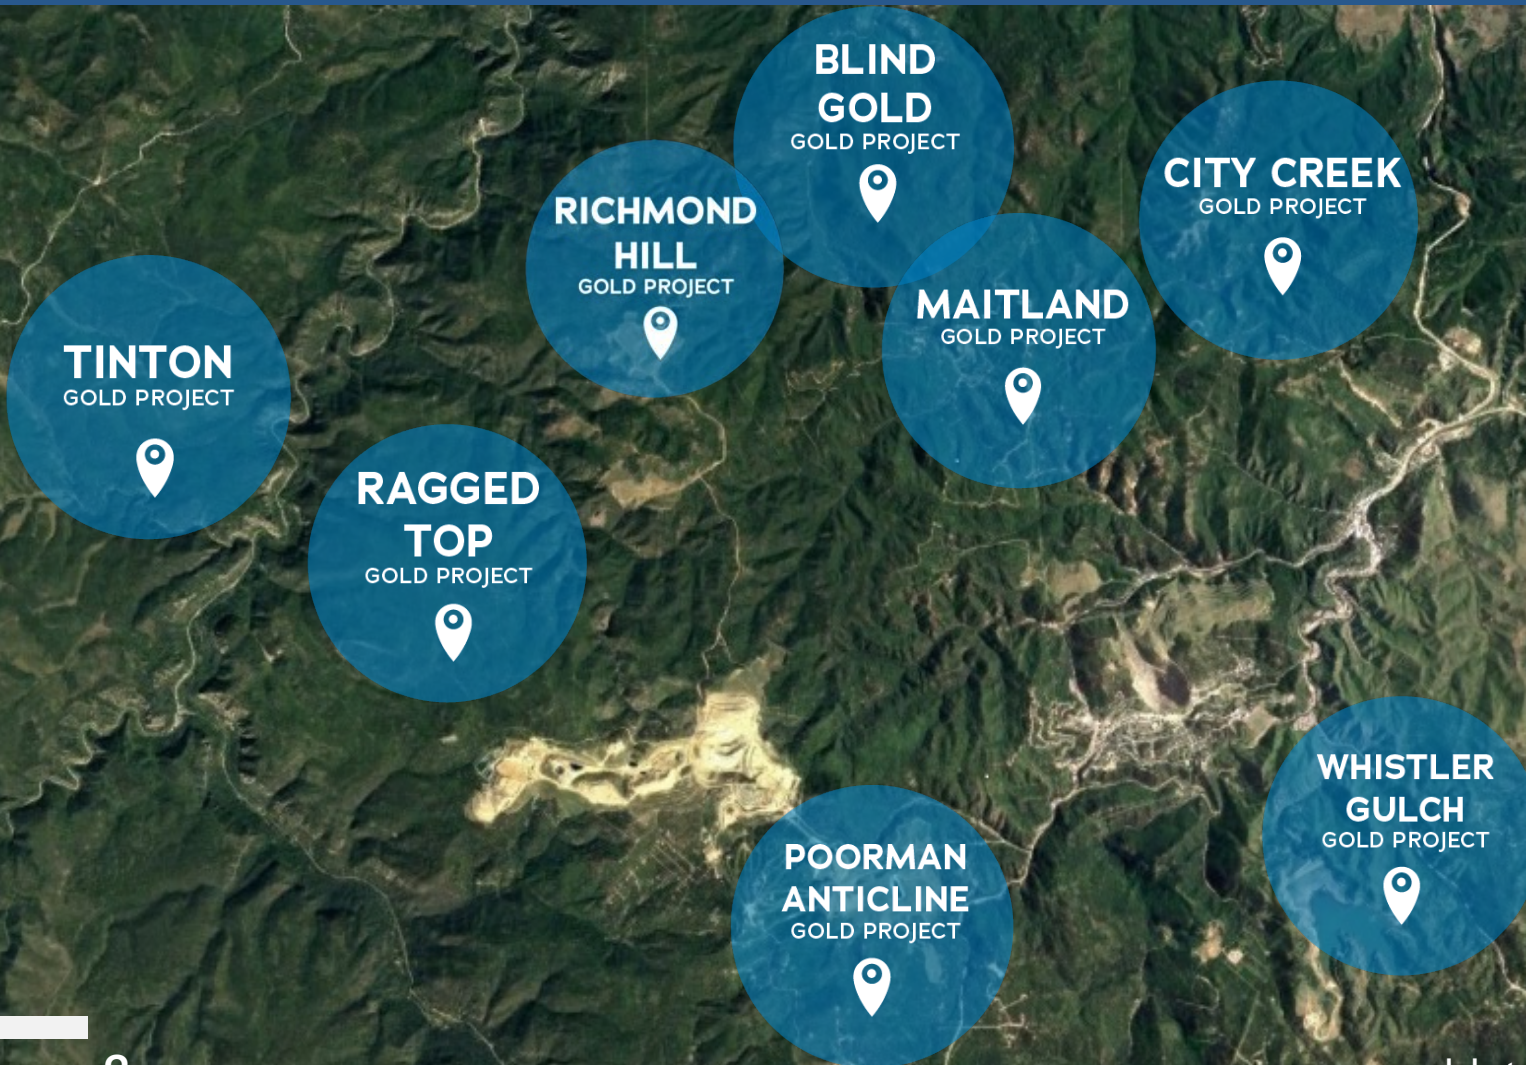 BLIND
GOLD
GOLD PROJECT
CITY CREEK
GOLD PROJECT
RICHMOND
HILL
GOLD PROJECT
MAITLAND
GOLD PROJECT
TINTON
GOLD PROJECT
RAGGED
TOP
GOLD PROJECT
WHISTLER
GULCH
GOLD PROJECT
POORMAN
ANTICLINE
GOLD PROJECT